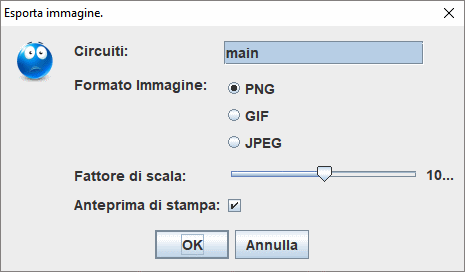 Esporta immagine.
Circuiti: main
Formato Immagine: PNG
GIF
JPEG
Fattore di scala: 10...
Anteprima di stampa:
OK Annulla